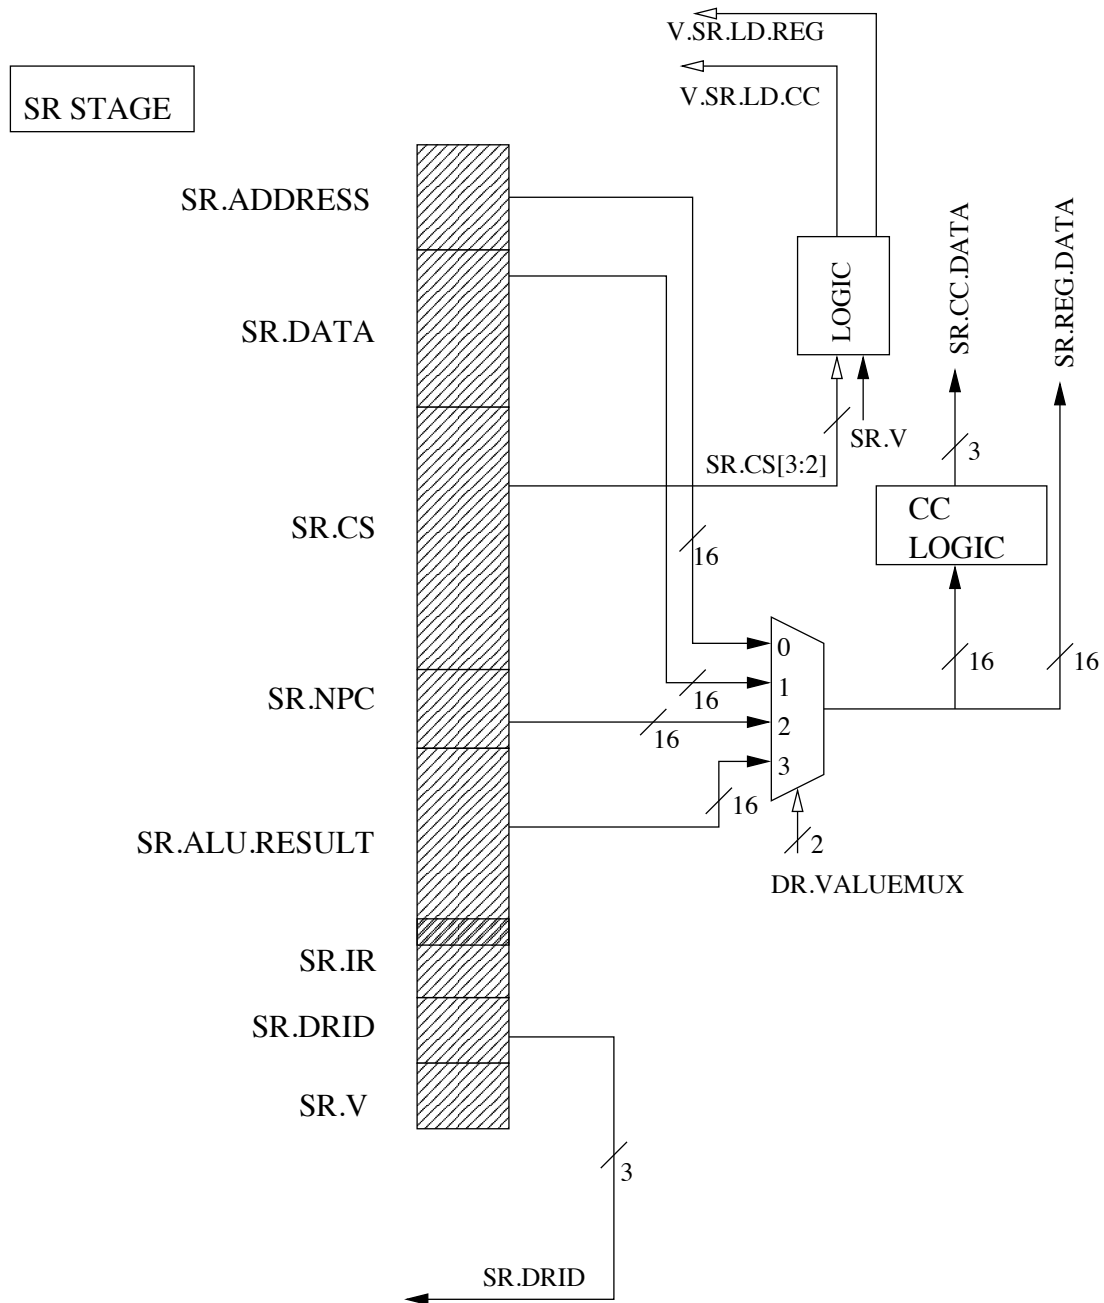 V.SR.LD.REG
V.SR.LD.CC
SR STAGE
SR.ADDRESS
SR.DATA
SR.CS
SR.NPC
SR.ALU.RESULT
SR.IR
SR.DRID
SR.V
LOGIC
SR.V
SR.CS[3:2]
SR.CC.DATA
SR.REG.DATA
3
CC
LOGIC
16
16
16
16
16
16
0
1
2
3
2
DR.VALUEMUX
3
SR.DRID